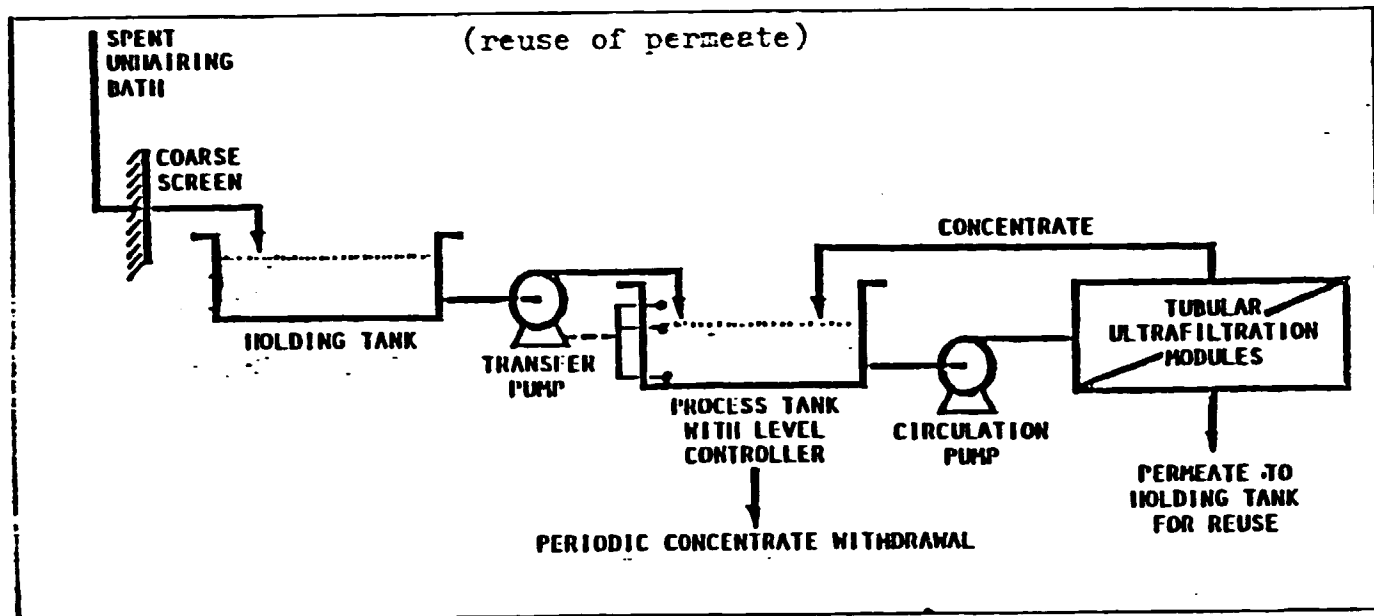 (reuse of permeate)
SPENT
UNHAIRING
BATH
COARSE
SCREEN
HOLDING TANK
TRANSFER
PUMP
PROCESS TANK
WITH LEVEL
CONTROLLER
PERIODIC CONCENTRATE WITHDRAWAL
CONCENTRATE
CIRCULATION
PUMP
TUBULAR
ULTRAFILTRATION
MODULES
PERMEATE TO
HOLDING TANK
FOR REUSE